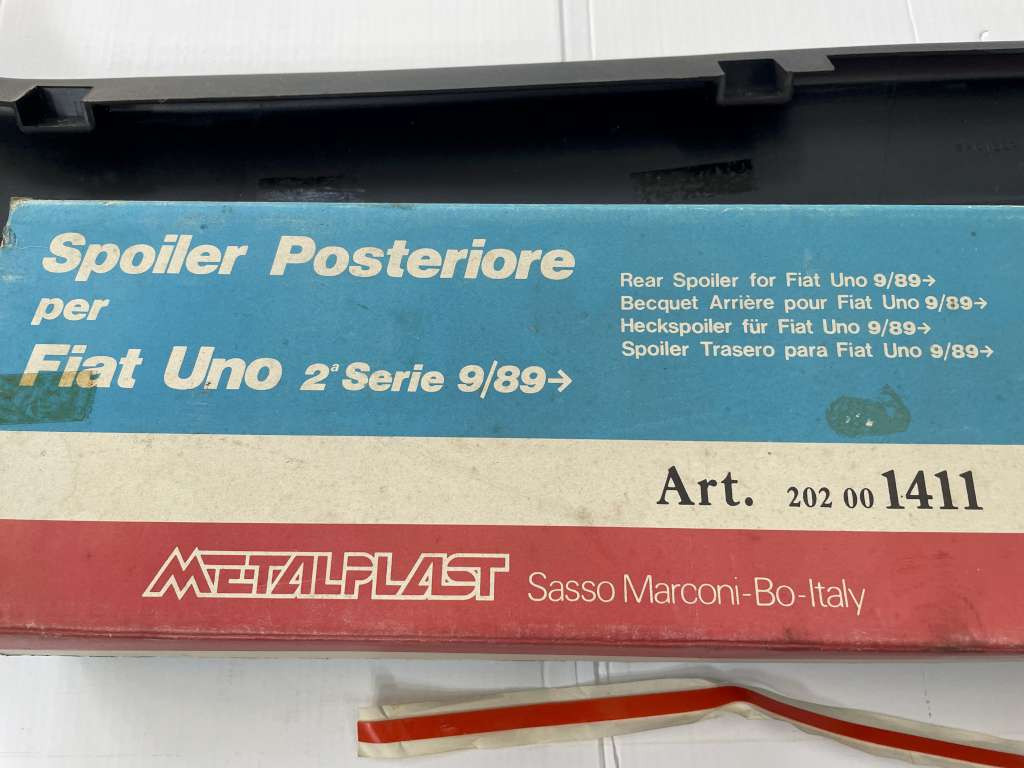 Spoiler Posteriore
per
Fiat Uno 2ª Serie 9/89→
Rear Spoiler for Fiat Uno 9/89→
Becquet Arrière pour Fiat Uno 9/89→
Heckspoiler für Fiat Uno 9/89→
Spoiler Trasero para Fiat Uno 9/89→
Art. 202 00 1411
METALPLAST Sasso Marconi-Bo-Italy